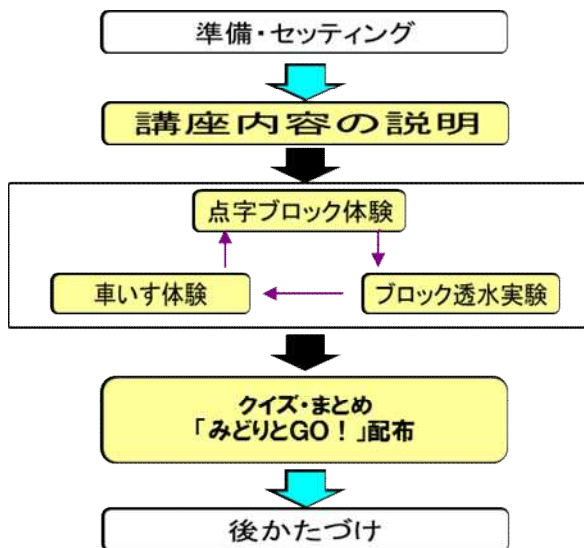 準備・セッティング
講座内容の説明
点字ブロック体験
車いす体験
ブロック透水実験
クイズ・まとめ
「みどりとGO！」配布
後かたづけ